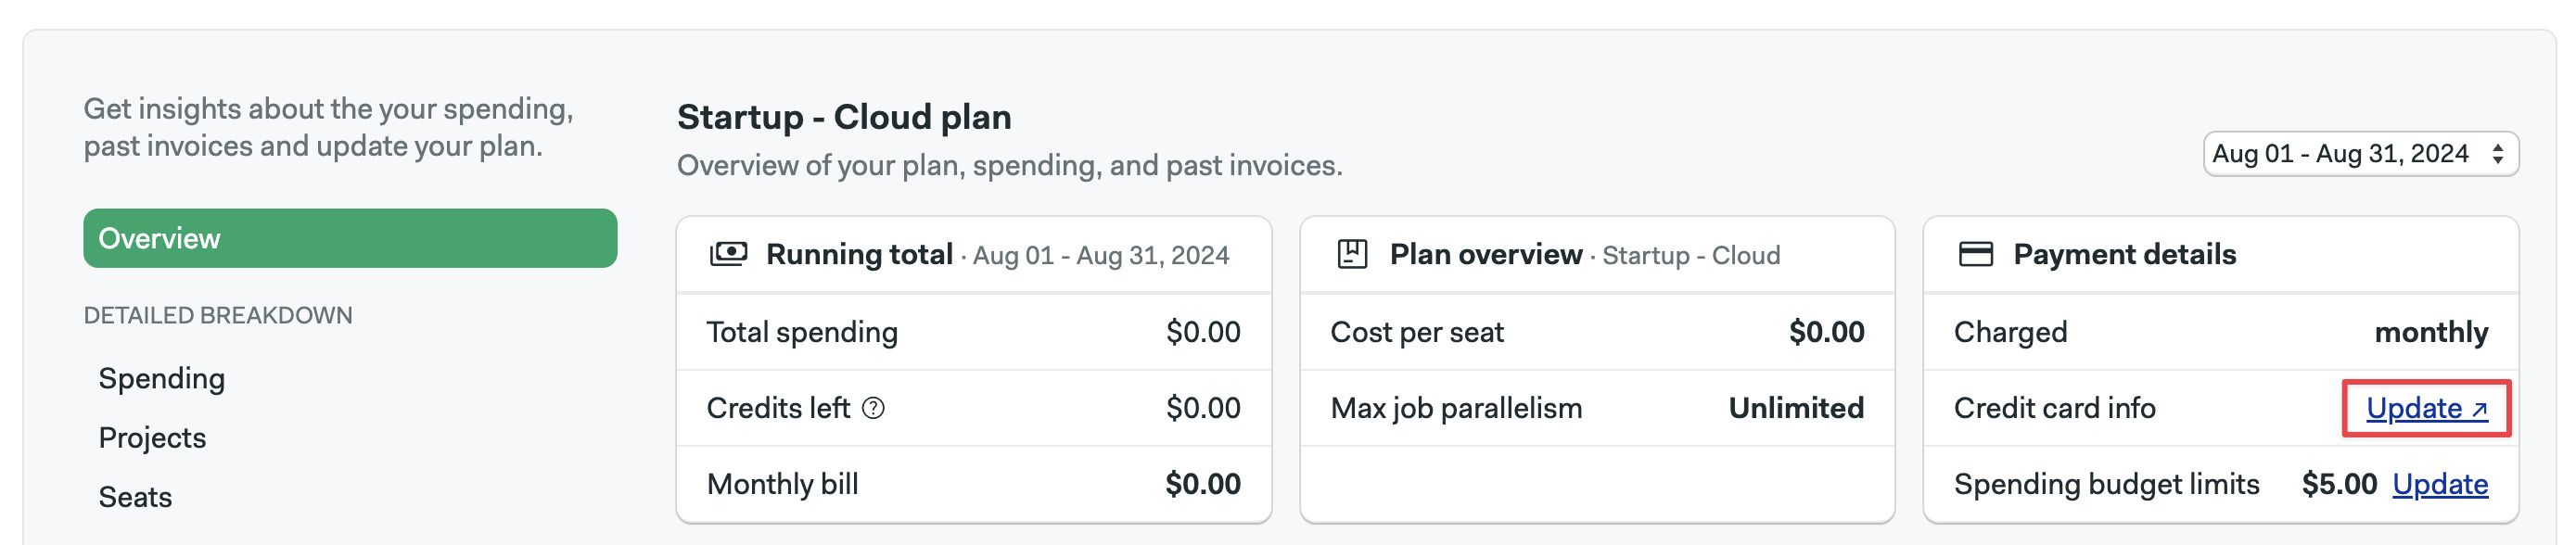 Get insights about the your spending,
past invoices and update your plan.
Overview
DETAILED BREAKDOWN
Spending
Projects
Seats
Startup - Cloud plan
Overview of your plan, spending, and past invoices.
Aug 01 - Aug 31, 2024
Running total · Aug 01 - Aug 31, 2024
Total spending $0.00
Credits left $0.00
Monthly bill $0.00
Plan overview · Startup - Cloud
Cost per seat $0.00
Max job parallelism Unlimited
Payment details
Charged monthly
Credit card info Update ↗
Spending budget limits $5.00 Update